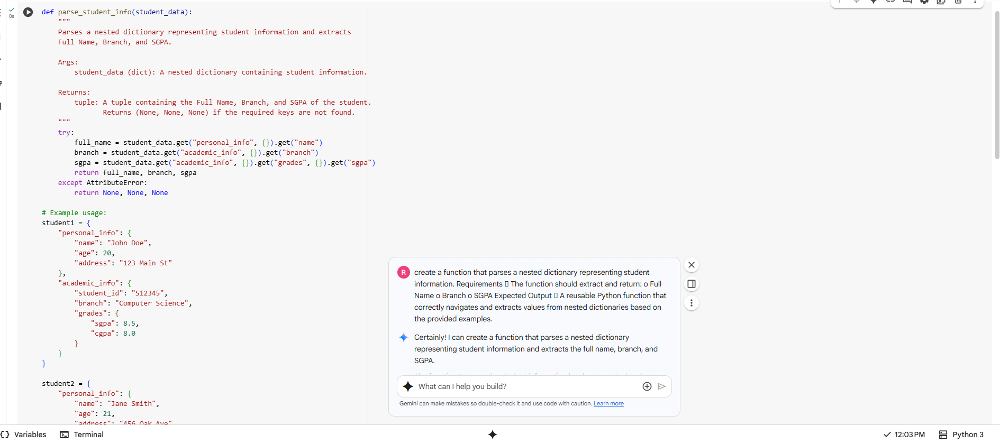 0s
def parse_student_info(student_data):
    """
    Parses a nested dictionary representing student information and extracts
    Full Name, Branch, and SGPA.
    Args:
        student_data (dict): A nested dictionary containing student information.
    Returns:
        tuple: A tuple containing the Full Name, Branch, and SGPA of the student.
               Returns (None, None, None) if the required keys are not found.
    """
    try:
        full_name = student_data.get("personal_info", {}).get("name")
        branch = student_data.get("academic_info", {}).get("branch")
        sgpa = student_data.get("academic_info", {}).get("grades", {}).get("sgpa")
        return full_name, branch, sgpa
    except AttributeError:
        return None, None, None
# Example usage:
student1 = {
    "personal_info": {
        "name": "John Doe",
        "age": 20,
        "address": "123 Main St"
    },
    "academic_info": {
        "student_id": "S12345",
        "branch": "Computer Science",
        "grades": {
            "sgpa": 8.5,
            "cgpa": 8.0
        }
    }
}
student2 = {
    "personal_info": {
        "name": "Jane Smith",
        "age": 21,
        "address": "456 Oak Ave"
R
create a function that parses a nested dictionary representing student
information. Requirements ▯ The function should extract and return: o Full
Name o Branch o SGPA Expected Output ▯ A reusable Python function that
correctly navigates and extracts values from nested dictionaries based on
the provided examples.
Certainly! I can create a function that parses a nested dictionary
representing student information and extracts the full name, branch, and
SGPA.
What can I help you build?
Gemini can make mistakes so double-check it and use code with caution. Learn more
{} Variables
Terminal
12:03 PM
Python 3